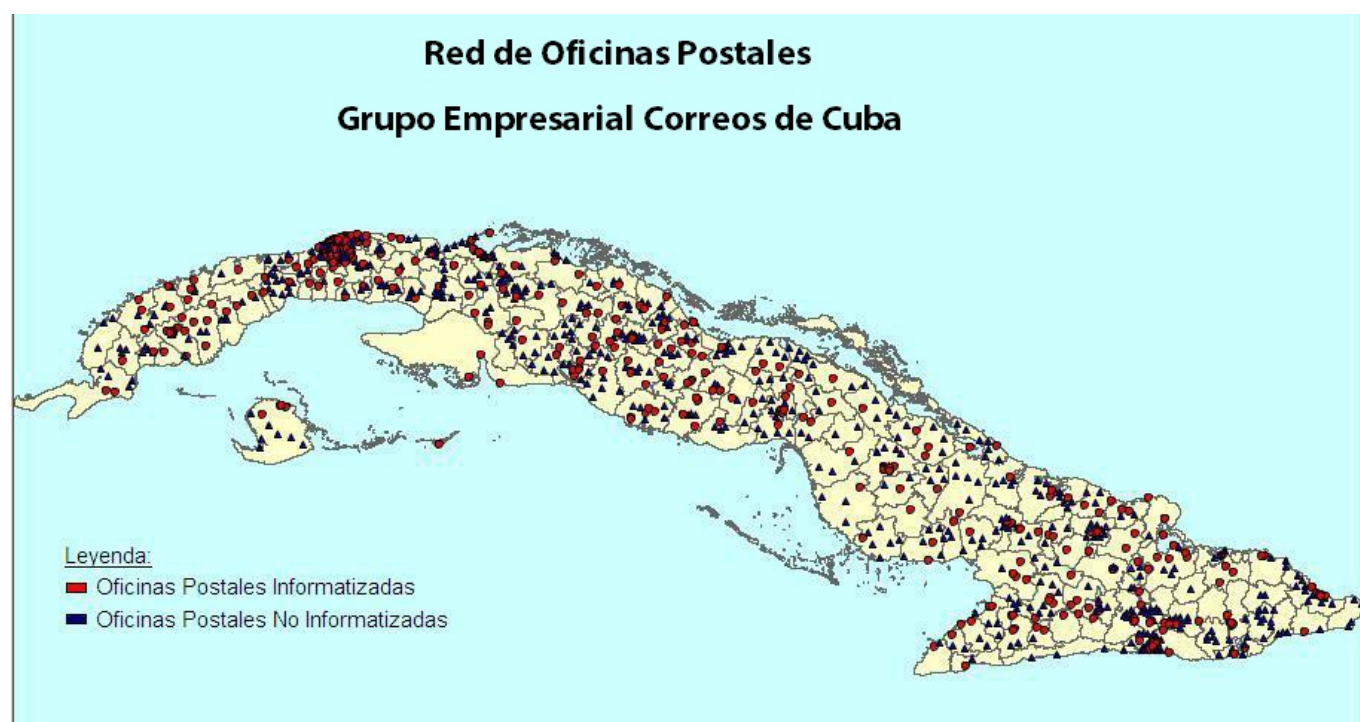 Red de Oficinas Postales
Grupo Empresarial Correos de Cuba
Leyenda:
Oficinas Postales Informatizadas
Oficinas Postales No Informatizadas